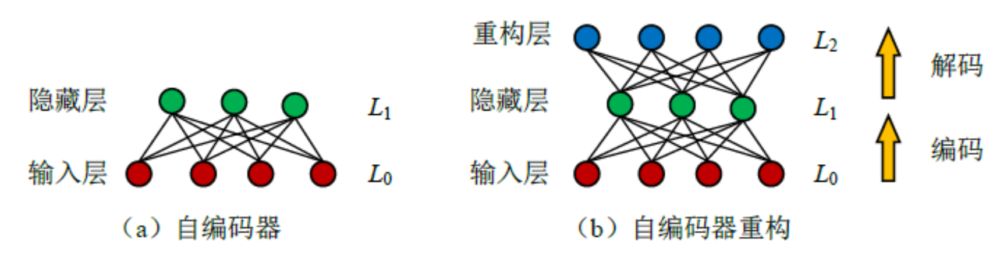 隐藏层 L1
输入层 L0
（a）自编码器
重构层 L2
解码
隐藏层 L1
编码
输入层 L0
（b）自编码器重构